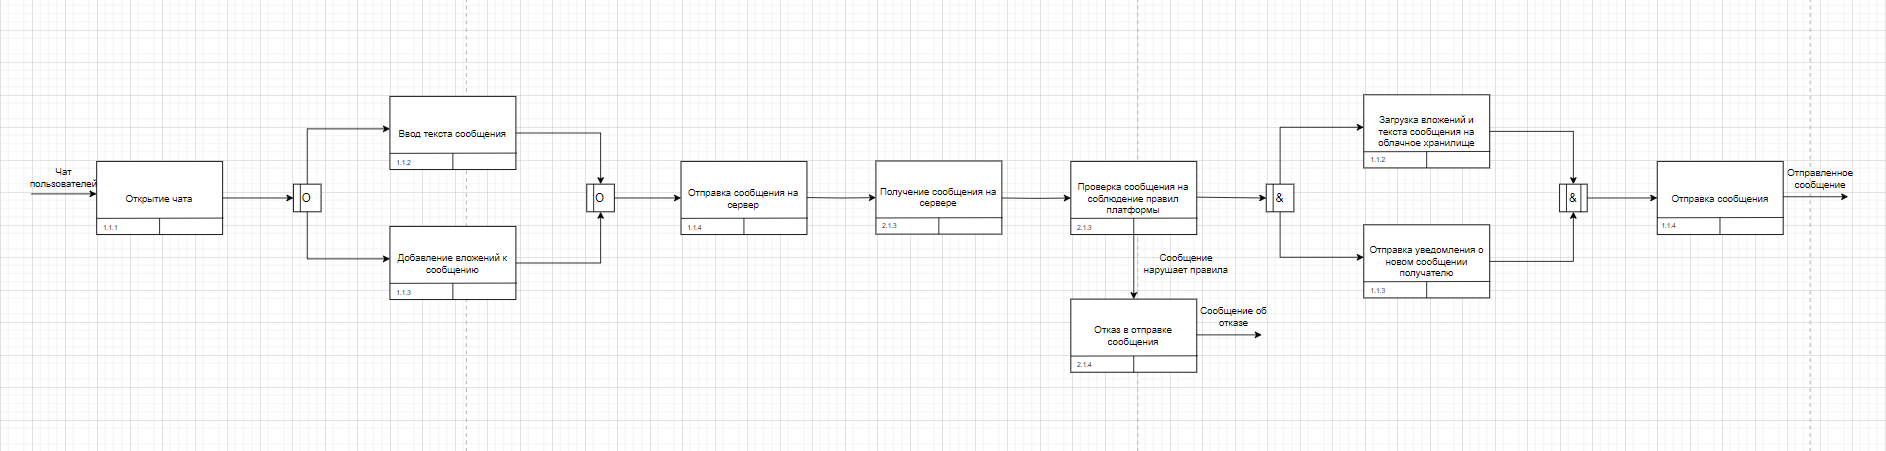 Чат
пользователей
Открытие чата
1.1.1
O
Ввод текста сообщения
1.1.2
Добавление вложений к
сообщению
1.1.3
O
Отправка сообщения на
сервер
1.1.4
Получение сообщения на
сервере
2.1.3
Проверка сообщения на
соблюдение правил
платформы
2.1.3
Сообщение
нарушает правила
Отказ в отправке
сообщения
2.1.4
Сообщение об
отказе
&
Загрузка вложений и
текста сообщения на
облачное хранилище
1.1.2
Отправка уведомления о
новом сообщении
получателю
1.1.3
&
Отправка сообщения
1.1.4
Отправленное
сообщение